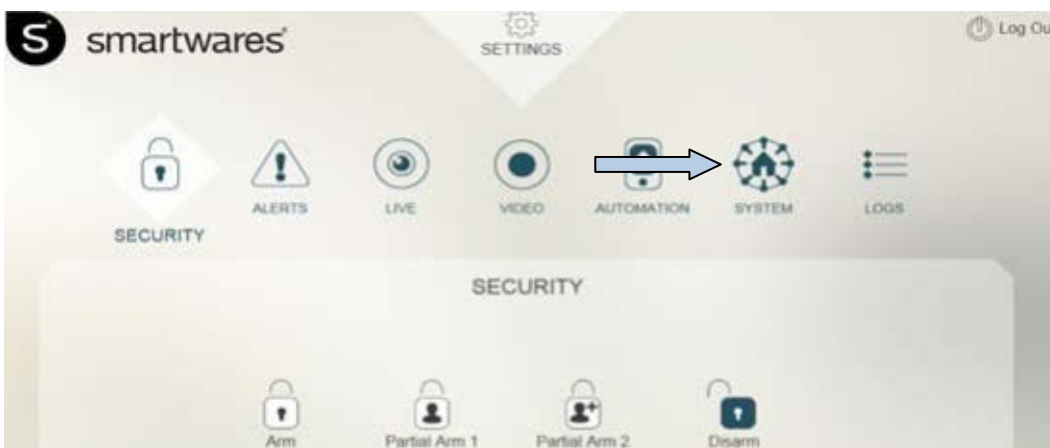 S smartwares
SETTINGS
Log Ou
ALERTS LIVE VIDEO AUTOMATION SYSTEM LOGS
SECURITY
SECURITY
Arm Partial Arm 1 Partial Arm 2 Disarm